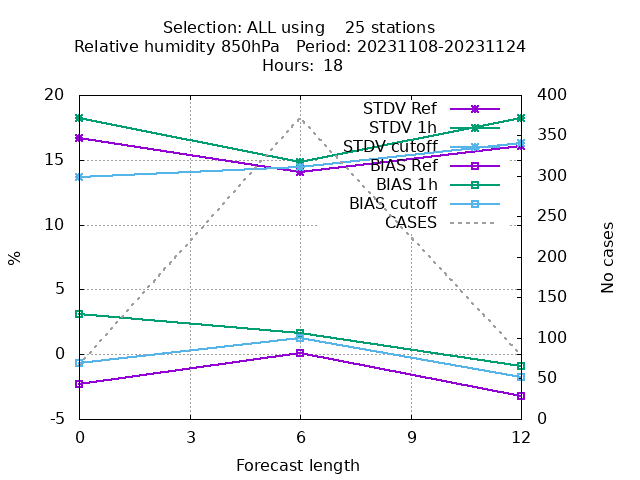 Selection: ALL using    25 stations
Relative humidity 850hPa   Period: 20231108-20231124
Hours: 18
STDV Ref
STDV 1h
STDV cutoff
BIAS Ref
BIAS 1h
BIAS cutoff
CASES
20
15
10
5
0
-5
%
400
350
300
250
200
150
100
50
0
No cases
0 3 6 9 12
Forecast length